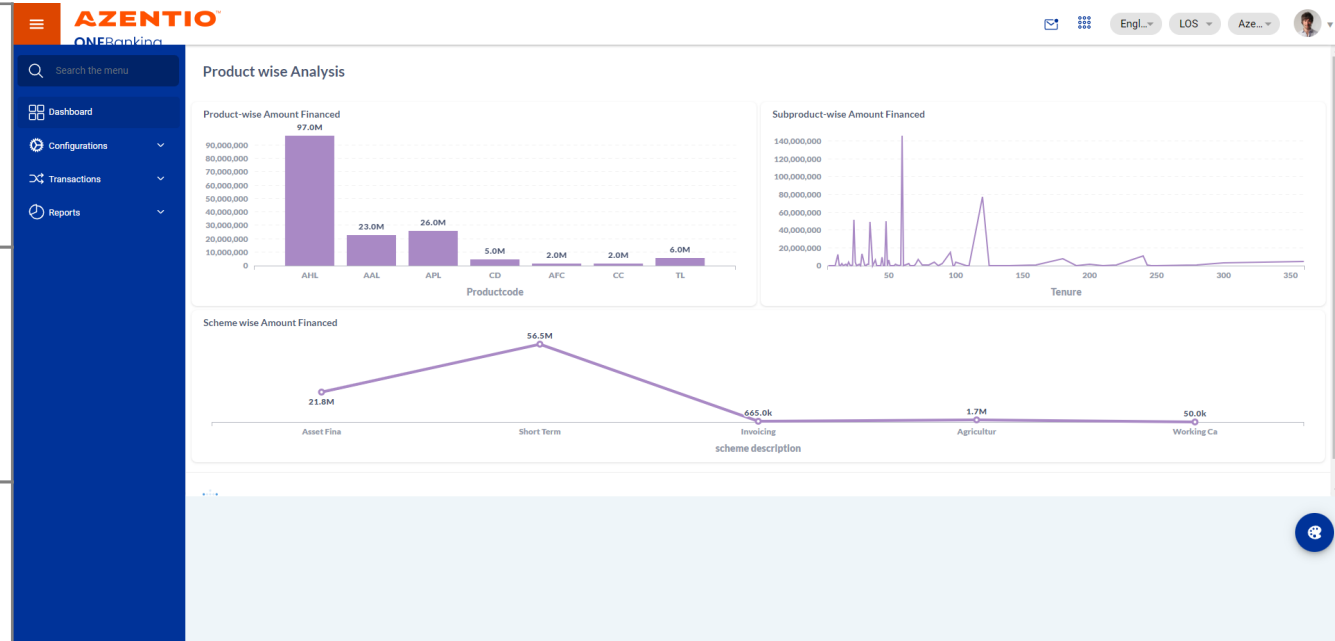 AZENTIO
ONEBanking
Engl...
LOS
Aze...
Search the menu
Dashboard
Configurations
Transactions
Reports
Product wise Analysis
Product-wise Amount Financed
97.0M
90,000,000
80,000,000
70,000,000
60,000,000
50,000,000
40,000,000
30,000,000
20,000,000
10,000,000
0
23.0M
26.0M
5.0M
2.0M
2.0M
6.0M
AHL AAL APL CD AFC CC TL
Productcode
Subproduct-wise Amount Financed
140,000,000
120,000,000
100,000,000
80,000,000
60,000,000
40,000,000
20,000,000
0
50 100 150 200 250 300 350
Tenure
Scheme wise Amount Financed
56.5M
21.8M
665.0k
1.7M
50.0k
Asset Fina Short Term Invoicing Agricultur Working Ca
scheme description